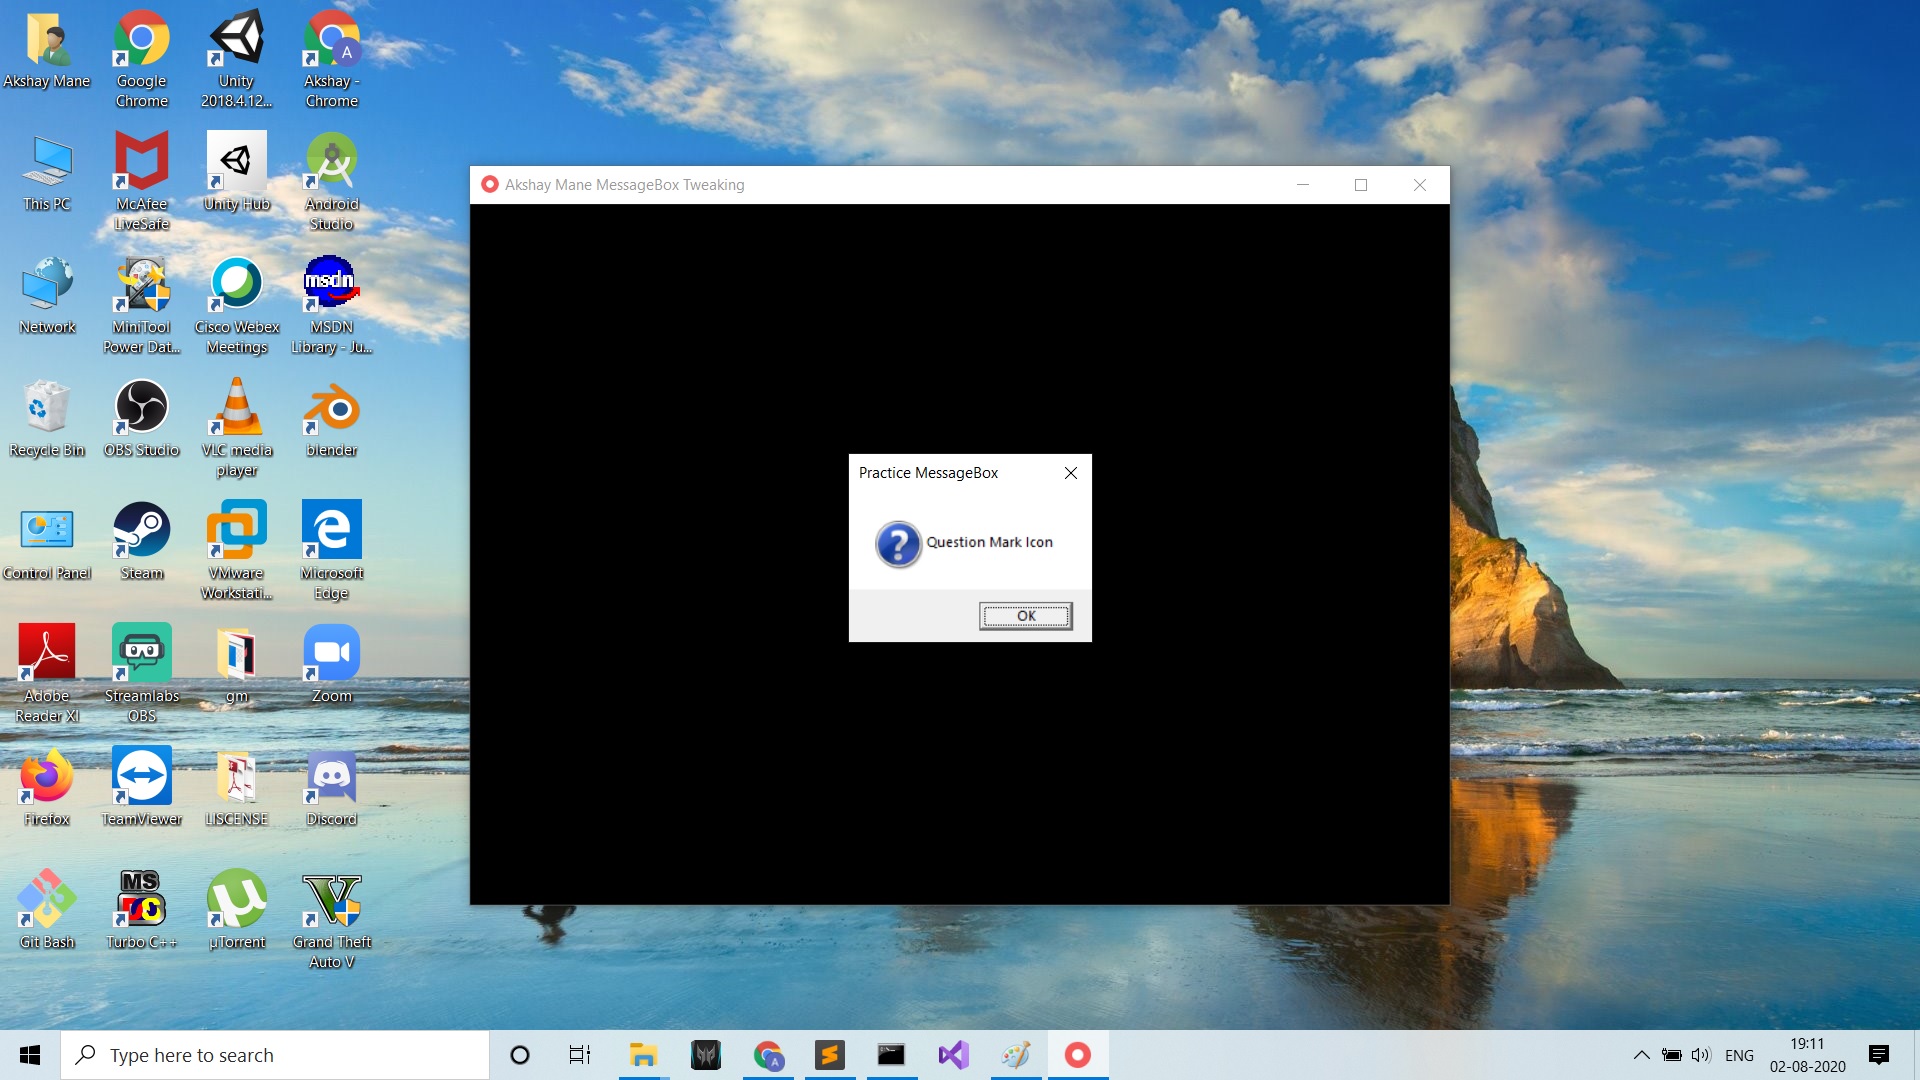 Akshay Mane
Google
Chrome
Unity
2018.4.12...
A
Akshay -
Chrome
This PC
McAfee
LiveSafe
Unity Hub
Android
Studio
Network
MiniTool
Power Dat...
Cisco Webex
Meetings
msdn
MSDN
Library - Ju...
Recycle Bin
OBS Studio
VLC media
player
blender
Control Panel
Steam
VMware
Workstati...
Microsoft
Edge
Adobe
Reader XI
Streamlabs
OBS
gm
Zoom
Firefox
TeamViewer
LISCENSE
Discord
MS
Git Bash
Turbo C++
µTorrent
Grand Theft
Auto V
Akshay Mane MessageBox Tweaking
Practice MessageBox
? Question Mark Icon
OK
Type here to search
A
ENG
19:11
02-08-2020